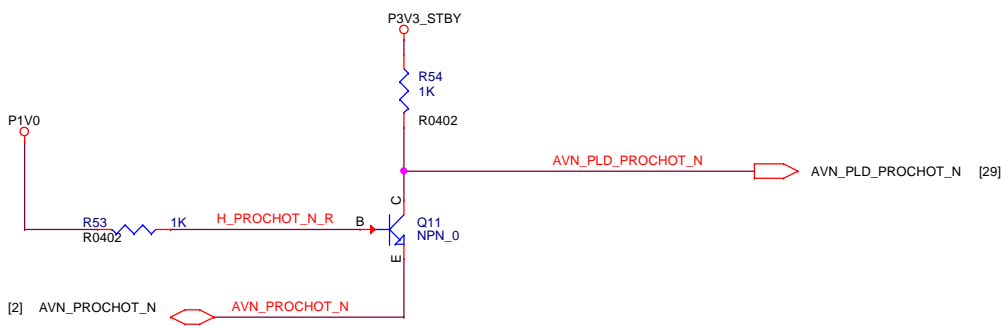 P3V3_STBY
R54
1K
R0402
P1V0
AVN_PLD_PROCHOT_N
AVN_PLD_PROCHOT_N [29]
C
R53 1K
R0402
H_PROCHOT_N_R
B
Q11
NPN_0
E
[2] AVN_PROCHOT_N
AVN_PROCHOT_N